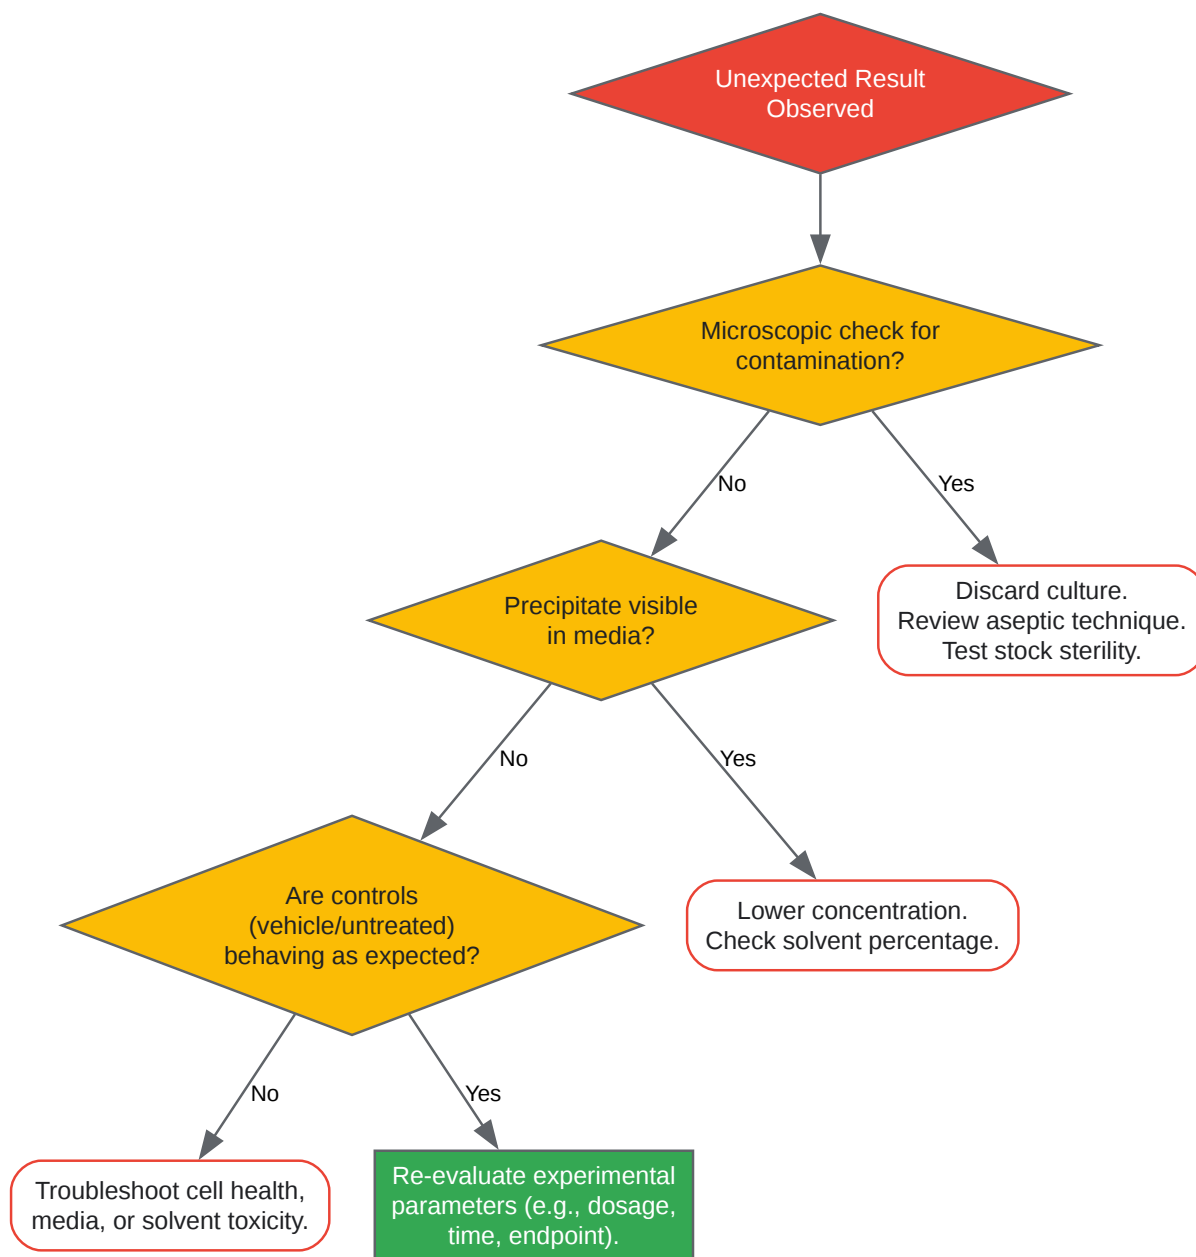 Unexpected Result
Observed
Microscopic check for
contamination?
No
Yes
Precipitate visible
in media?
Discard culture.
Review aseptic technique.
Test stock sterility.
No
Yes
Are controls
(vehicle/untreated)
behaving as expected?
Lower concentration.
Check solvent percentage.
No
Yes
Troubleshoot cell health,
media, or solvent toxicity.
Re-evaluate experimental
parameters (e.g., dosage,
time, endpoint).